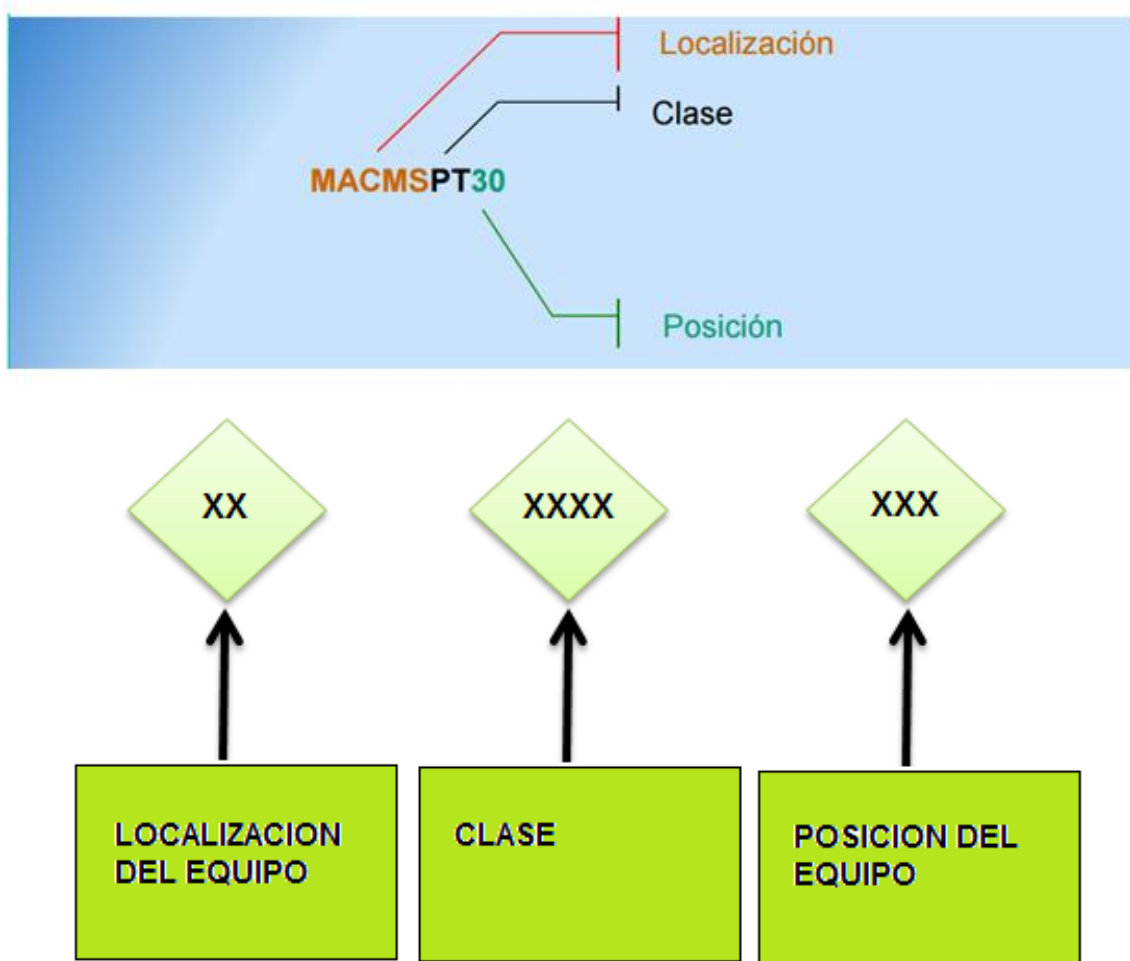 Localización
Clase
MACMSPT30
Posición
XX XXXX XXX
LOCALIZACION DEL EQUIPO
CLASE
POSICION DEL EQUIPO